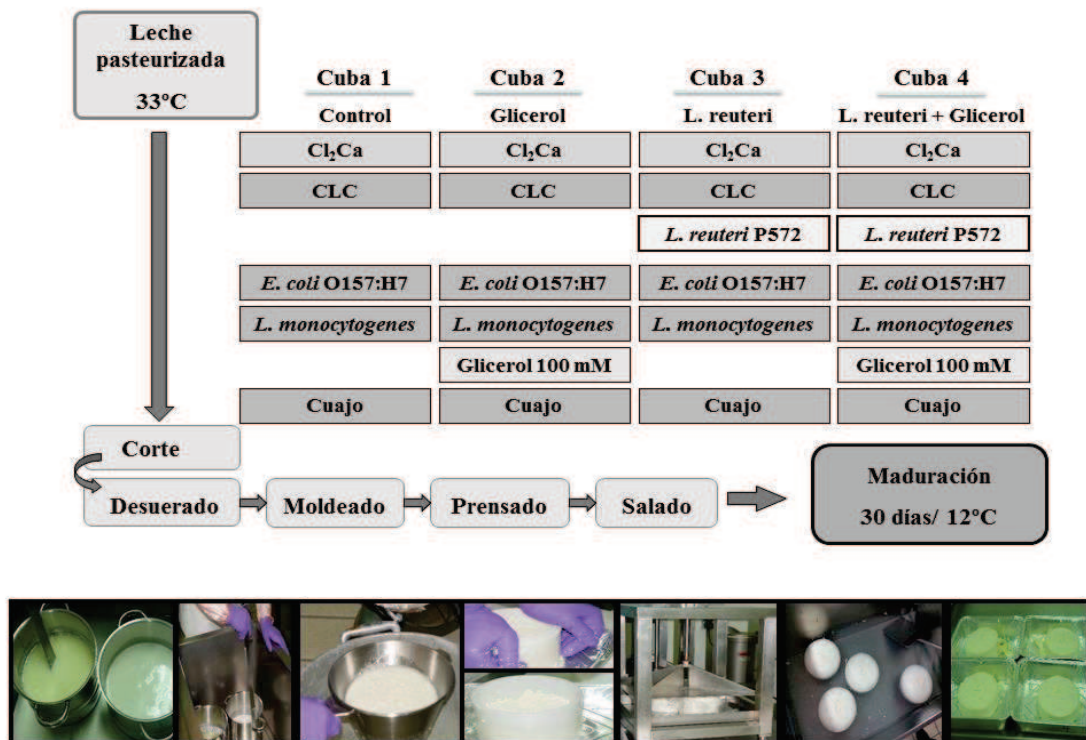 Leche
pasteurizada
33°C
Cuba 1 Cuba 2 Cuba 3 Cuba 4
Control Glicerol L. reuteri L. reuteri + Glicerol
Cl₂Ca Cl₂Ca Cl₂Ca Cl₂Ca
CLC CLC CLC CLC
L. reuteri P572 L. reuteri P572
E. coli O157:H7 E. coli O157:H7 E. coli O157:H7 E. coli O157:H7
L. monocytogenes L. monocytogenes L. monocytogenes L. monocytogenes
Glicerol 100 mM Glicerol 100 mM
Cuajo Cuajo Cuajo Cuajo
Corte
Desuerado Moldeado Prensado Salado
Maduración
30 días/ 12°C